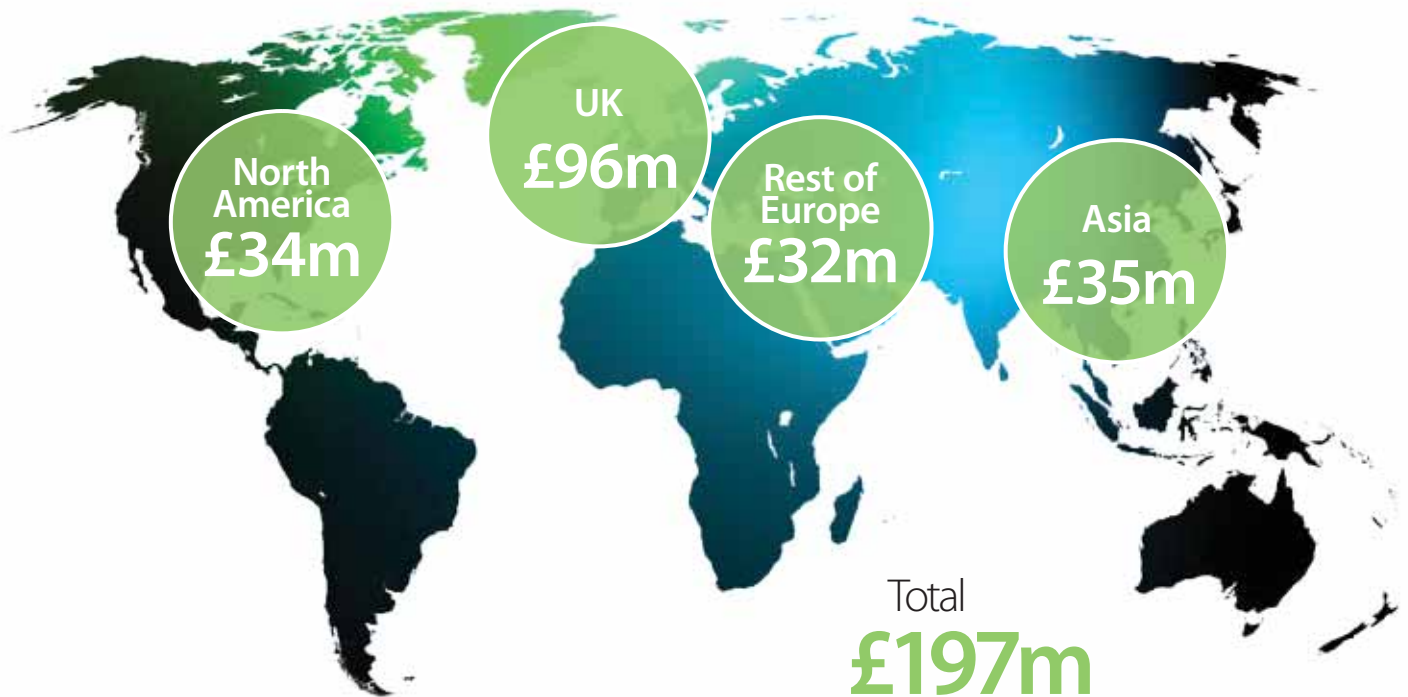 North
America
£34m
UK
£96m
Rest of
Europe
£32m
Asia
£35m
Total
£197m